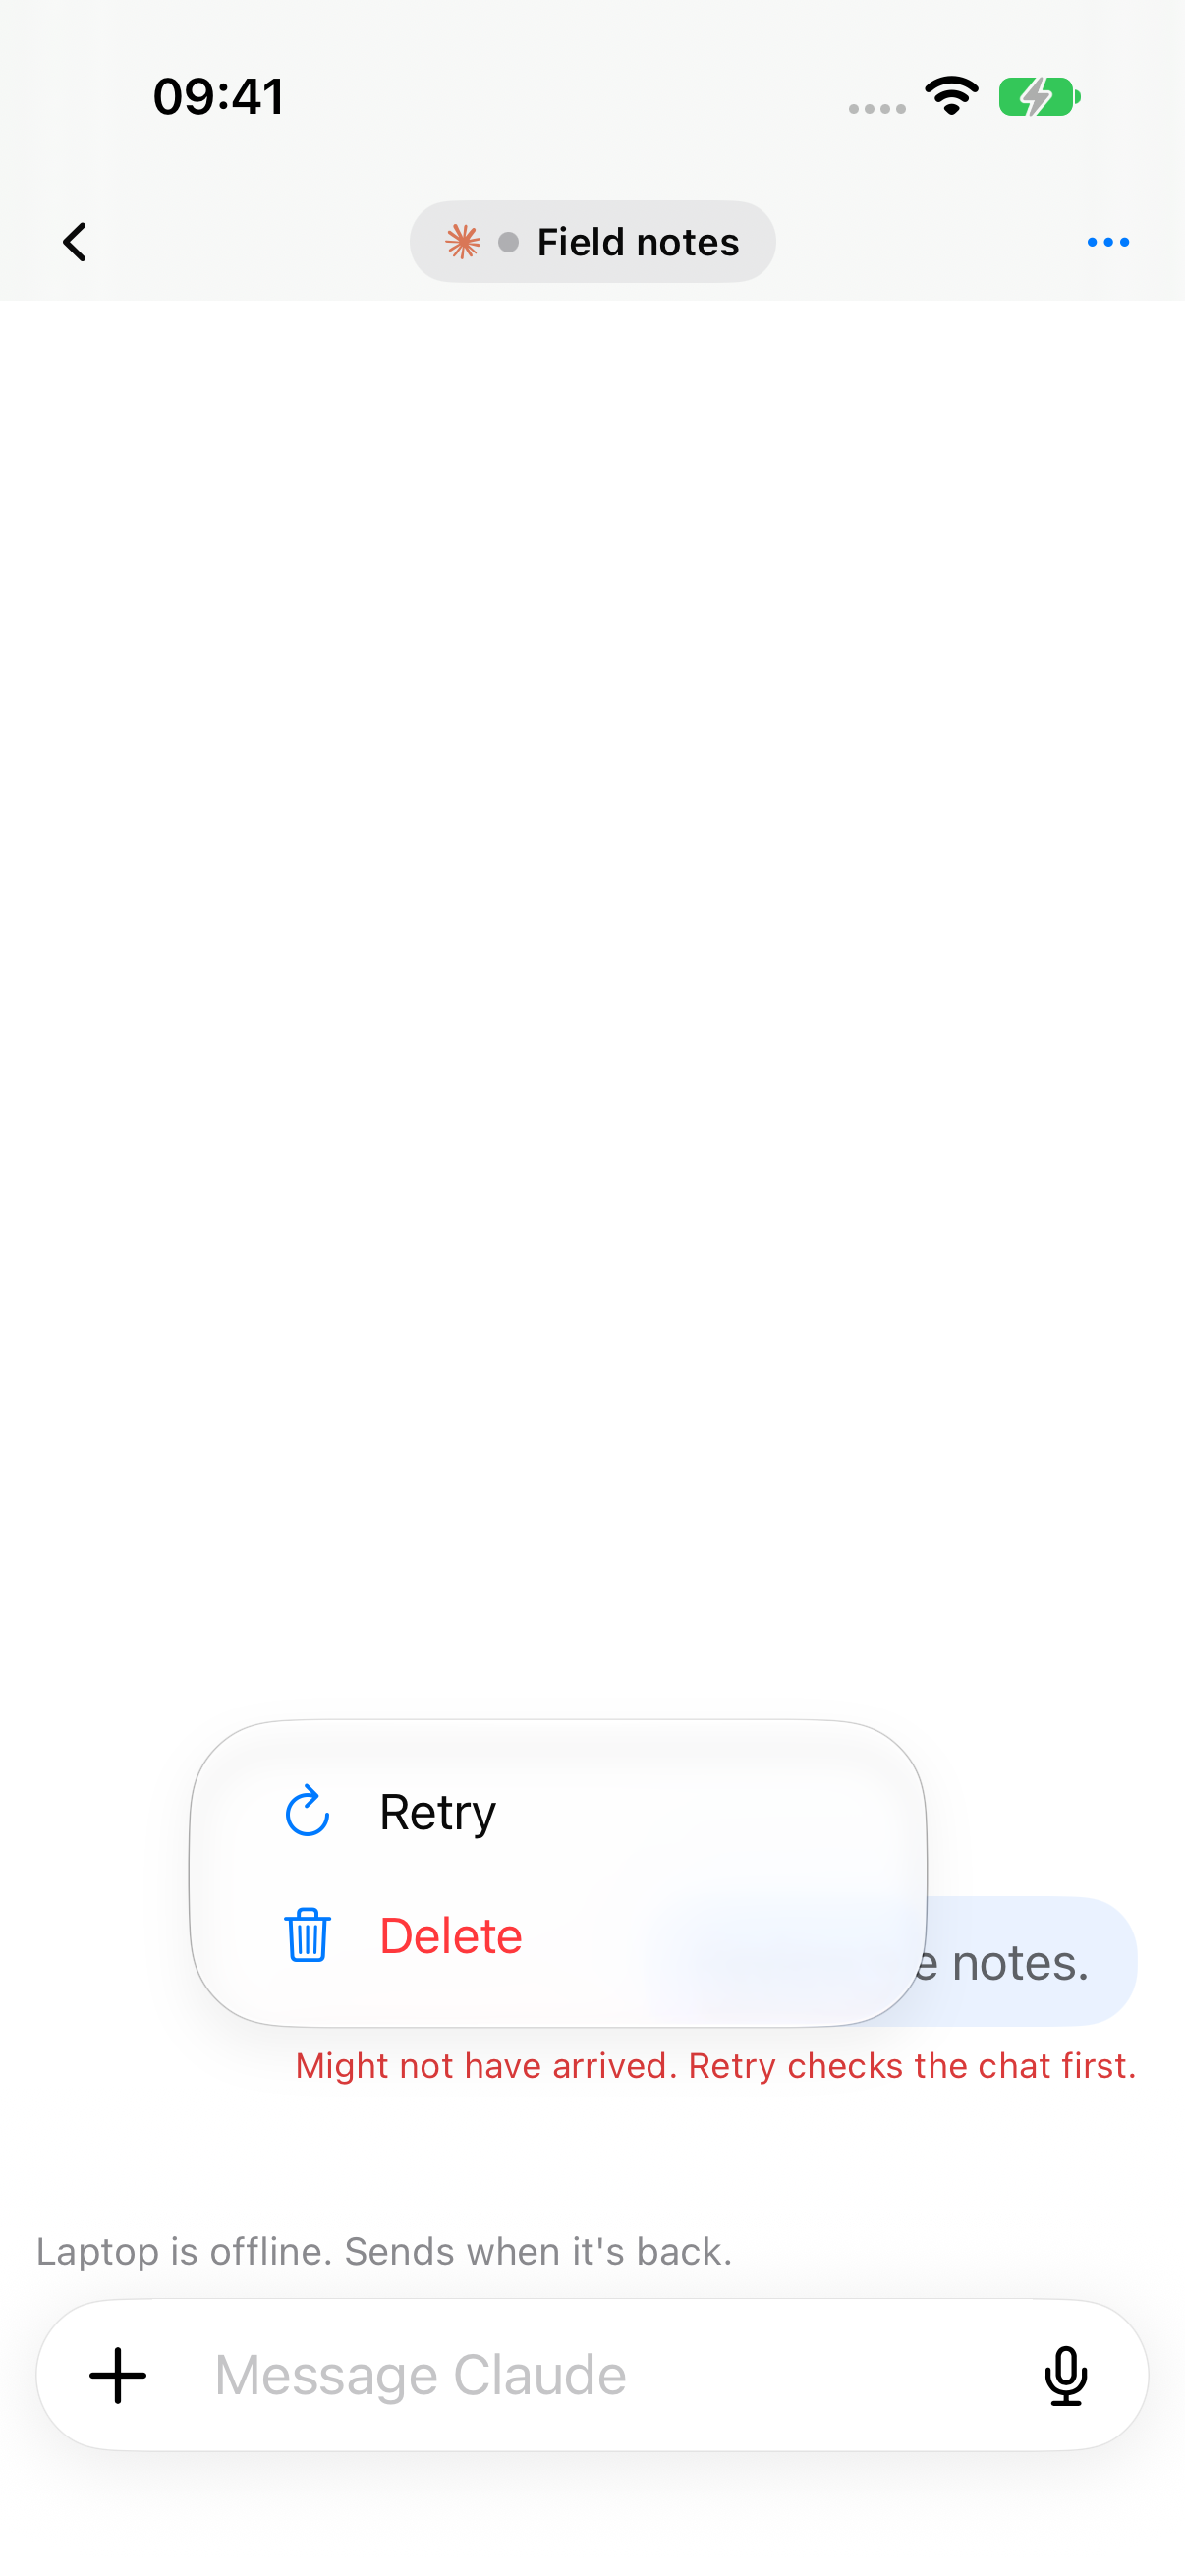 09:41
Field notes
Retry
Delete
notes.
Might not have arrived. Retry checks the chat first.
Laptop is offline. Sends when it's back.
Message Claude